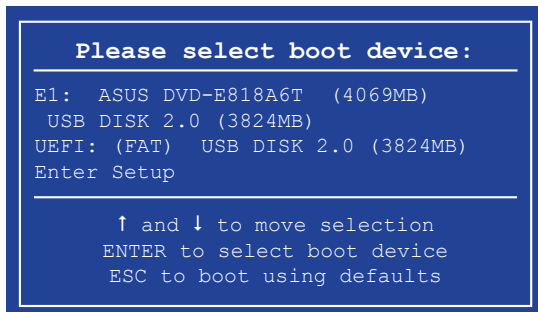 Please select boot device:
E1:  ASUS DVD-E818A6T  (4069MB)
USB DISK 2.0 (3824MB)
UEFI: (FAT)  USB DISK 2.0 (3824MB)
Enter Setup
↑ and ↓ to move selection
ENTER to select boot device
ESC to boot using defaults